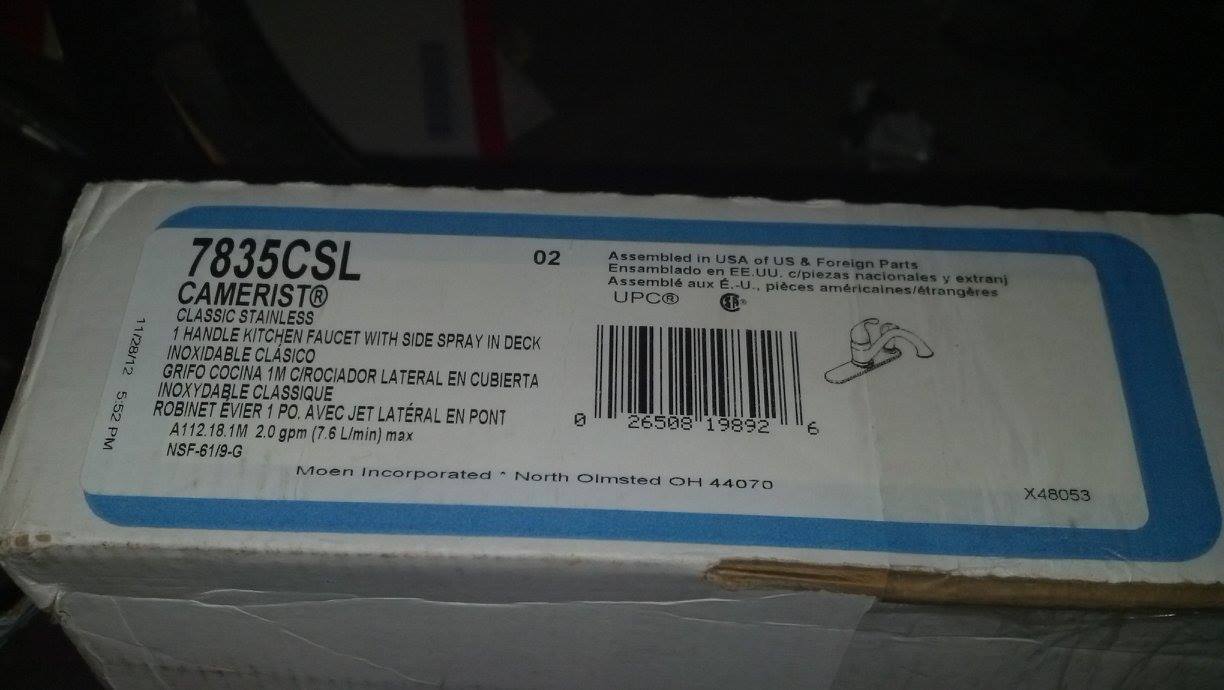 7835CSL
CAMERIST®
CLASSIC STAINLESS
1 HANDLE KITCHEN FAUCET WITH SIDE SPRAY IN DECK
INOXIDABLE CLÁSICO
GRIFO COCINA 1M C/ROCIADOR LATERAL EN CUBIERTA
INOXYDABLE CLASSIQUE
ROBINET ÉVIER 1 PO. AVEC JET LATÉRAL EN PONT
A112.18.1M 2.0 gpm (7.6 L/min) max
NSF-61/9-G
11/28/12 5:52 PM
02
Assembled in USA of US & Foreign Parts
Ensamblado en EE.UU. c/piezas nacionales y extranj
Assemblé aux É.-U., pièces américaines/étrangères
UPC®
0 26508 19892 6
Moen Incorporated * North Olmsted OH 44070
X48053